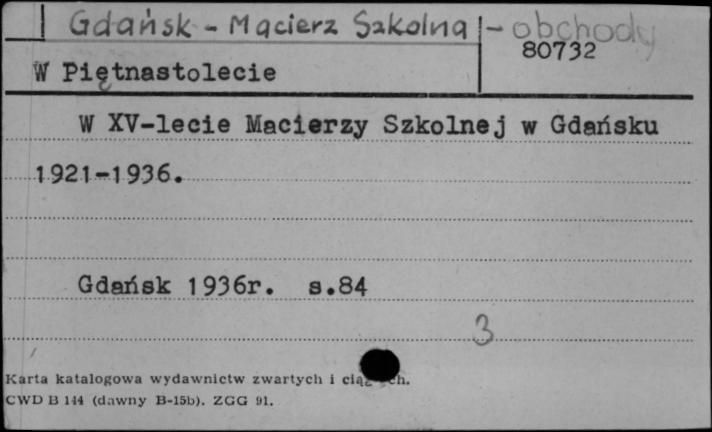 Gdańsk - Macierz Szkolna - obchody
80732
W Piętnastolecie
W XV-lecie Macierzy Szkolnej w Gdańsku
1921-1936.
Gdańsk 1936r. s.84
3
Karta katalogowa wydawnictw zwartych i
CWD B 144 (dawny B-15b). ZGG 91.